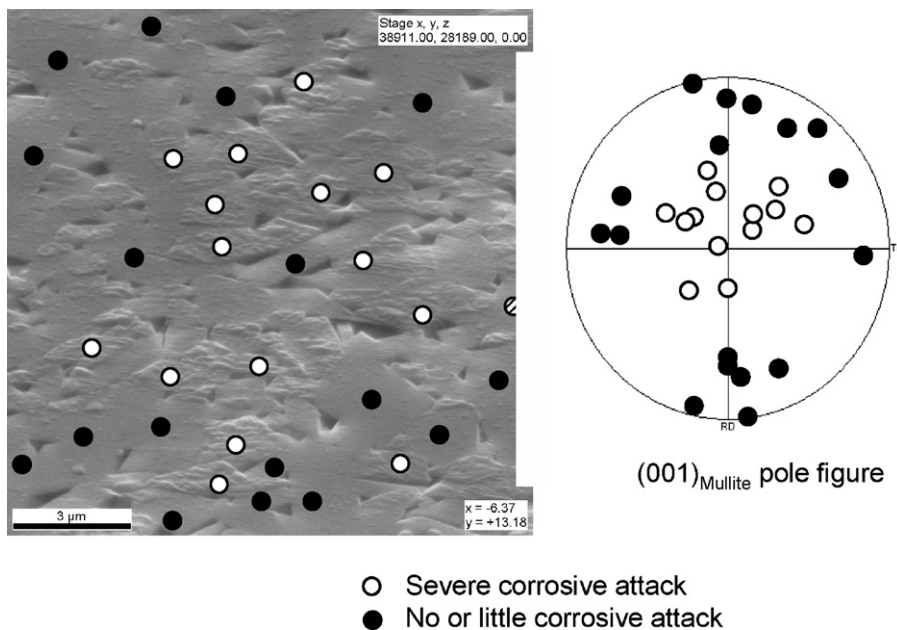 Stage x, y, z
38911.00, 28189.00, 0.00
T
RD
(001)Mullite pole figure
3 µm
x = -6.37
y = +13.18
Severe corrosive attack
No or little corrosive attack